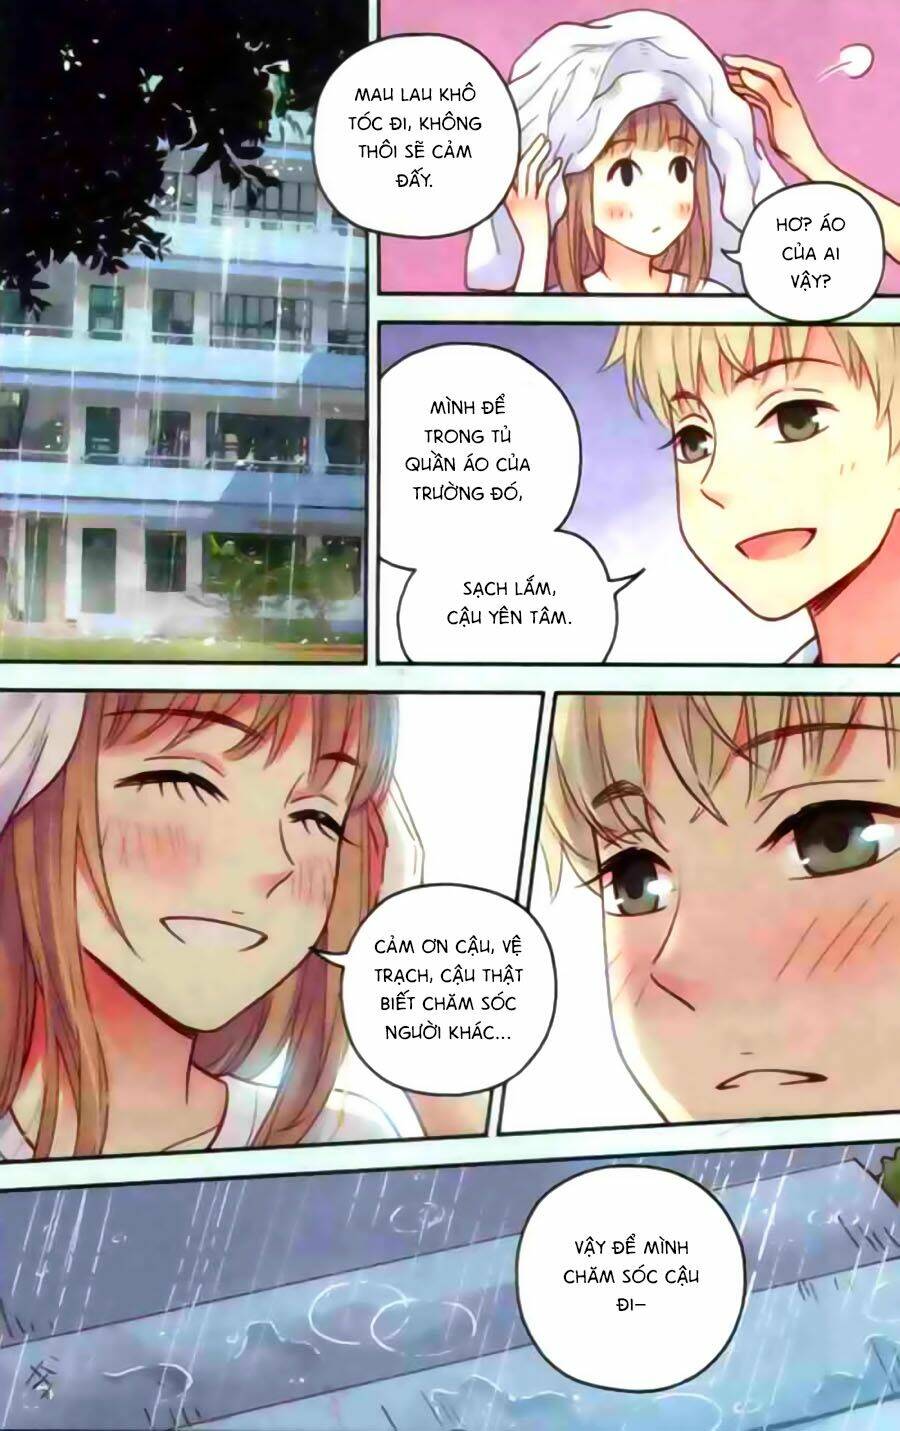 MAU LAU KHÔ
TÓC ĐI, KHÔNG
THÔI SẼ CẢM
ĐẤY.
HƠ? ÁO
CỦA AI
VẬY?
MÌNH ĐỂ
TRONG TỦ
QUẦN ÁO CỦA
TRƯỜNG ĐÓ,
SẠCH LẮM,
CẬU YÊN TÂM.
CẢM ƠN CẬU, VỆ
TRẠCH, CẬU THẬT
BIẾT CHĂM SÓC
NGƯỜI KHÁC...
VẬY ĐỂ MÌNH
CHĂM SÓC CẬU
ĐI-